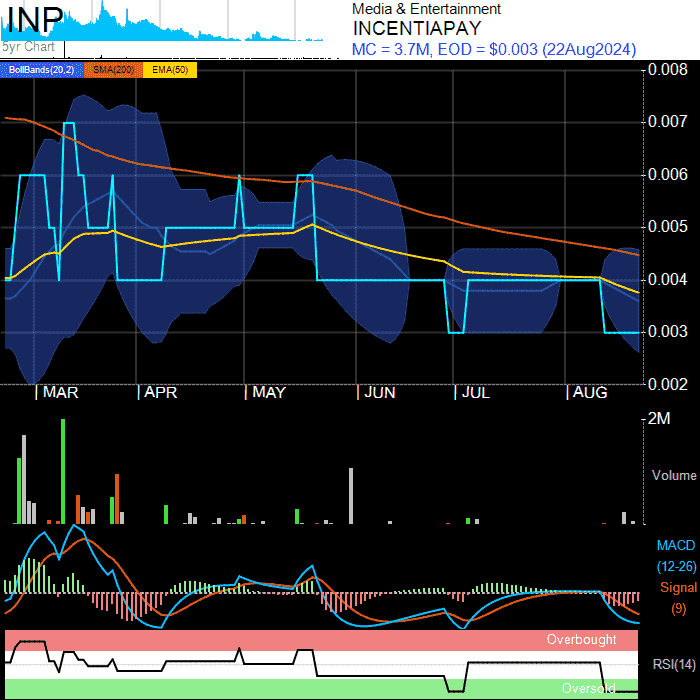 INP
5yr Chart
Media & Entertainment
INCENTIAPAY
MC = 3.7M, EOD = $0.003 (22Aug2024)
BollBands(20,2) SMA(200) EMA(50)
0.008
0.007
0.006
0.005
0.004
0.003
0.002
MAR APR MAY JUN JUL AUG
2M
Volume
MACD
(12-26)
Signal
(9)
Overbought
RSI(14)
Oversold